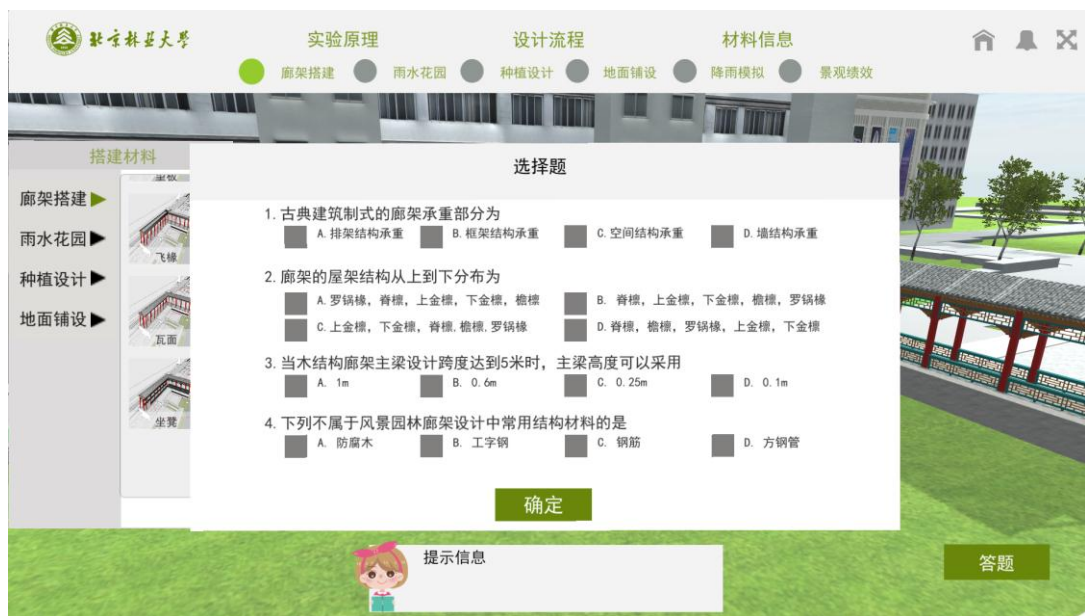 北京林业大学
实验原理 设计流程 材料信息
廊架搭建 雨水花园 种植设计 地面铺设 降雨模拟 景观绩效
搭建材料
廊架搭建
雨水花园
种植设计
地面铺设
望板
飞椽
瓦面
坐凳
选择题
1. 古典建筑制式的廊架承重部分为
A. 排架结构承重 B. 框架结构承重 C. 空间结构承重 D. 墙结构承重
2. 廊架的屋架结构从上到下分布为
A. 罗锅椽, 脊檩, 上金檩, 下金檩, 檐檩 B. 脊檩, 上金檩, 下金檩, 檐檩, 罗锅椽
C. 上金檩, 下金檩, 脊檩. 檐檩. 罗锅椽 D. 脊檩, 檐檩, 罗锅椽, 上金檩, 下金檩
3. 当木结构廊架主梁设计跨度达到5米时, 主梁高度可以采用
A. 1m B. 0.6m C. 0.25m D. 0.1m
4. 下列不属于风景园林廊架设计中常用结构材料的是
A. 防腐木 B. 工字钢 C. 钢筋 D. 方钢管
确定
提示信息
答题